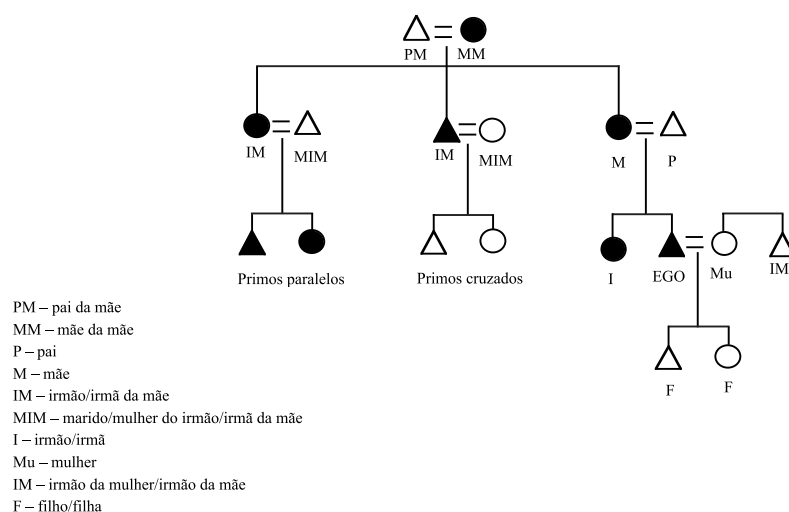 PM MM
IM MIM IM MIM M P
Primos paralelos Primos cruzados I EGO Mu IM
PM – pai da mãe
MM – mãe da mãe
P – pai
M – mãe
IM – irmão/irmã da mãe
MIM – marido/mulher do irmão/irmã da mãe
I – irmão/irmã
Mu – mulher
IM – irmão da mulher/irmão da mãe
F – filho/filha
F F